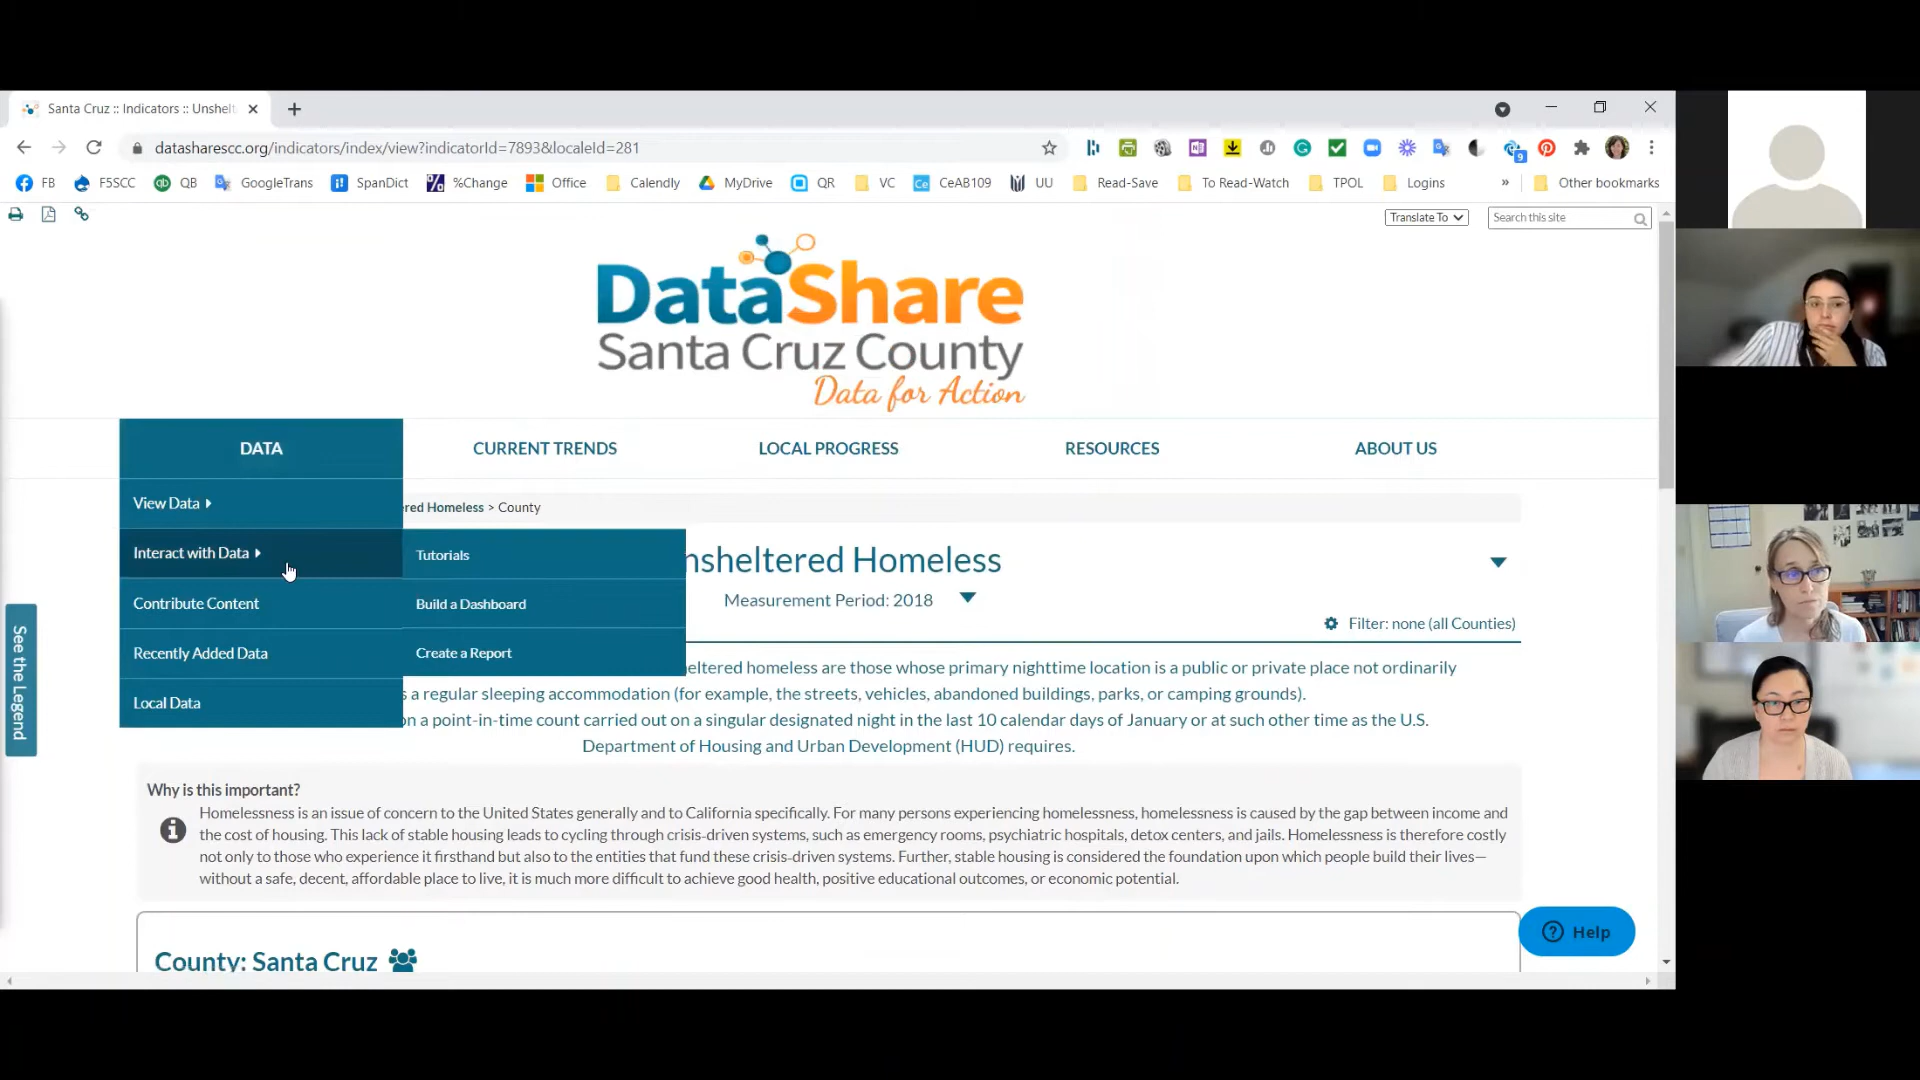 Santa Cruz :: Indicators :: Unshelt
datasharescc.org/indicators/index/view?indicatorId=7893&localeId=281
9
FB F5SCC QB GoogleTrans SpanDict %Change Office Calendly MyDrive QR VC CeAB109 UU Read-Save To Read-Watch TPOL Logins » Other bookmarks
Translate To
Search this site
DataShare
Santa Cruz County
Data for Action
DATA CURRENT TRENDS LOCAL PROGRESS RESOURCES ABOUT US
View Data
Interact with Data
Contribute Content
Recently Added Data
Local Data
Tutorials
Build a Dashboard
Create a Report
red Homeless > County
nsheltered Homeless
Measurement Period: 2018
Filter: none (all Counties)
eltered homeless are those whose primary nighttime location is a public or private place not ordinarily
s a regular sleeping accommodation (for example, the streets, vehicles, abandoned buildings, parks, or camping grounds).
on a point-in-time count carried out on a singular designated night in the last 10 calendar days of January or at such other time as the U.S.
Department of Housing and Urban Development (HUD) requires.
See the Legend
Why is this important?
Homelessness is an issue of concern to the United States generally and to California specifically. For many persons experiencing homelessness, homelessness is caused by the gap between income and
the cost of housing. This lack of stable housing leads to cycling through crisis-driven systems, such as emergency rooms, psychiatric hospitals, detox centers, and jails. Homelessness is therefore costly
not only to those who experience it firsthand but also to the entities that fund these crisis-driven systems. Further, stable housing is considered the foundation upon which people build their lives—
without a safe, decent, affordable place to live, it is much more difficult to achieve good health, positive educational outcomes, or economic potential.
County: Santa Cruz
Help